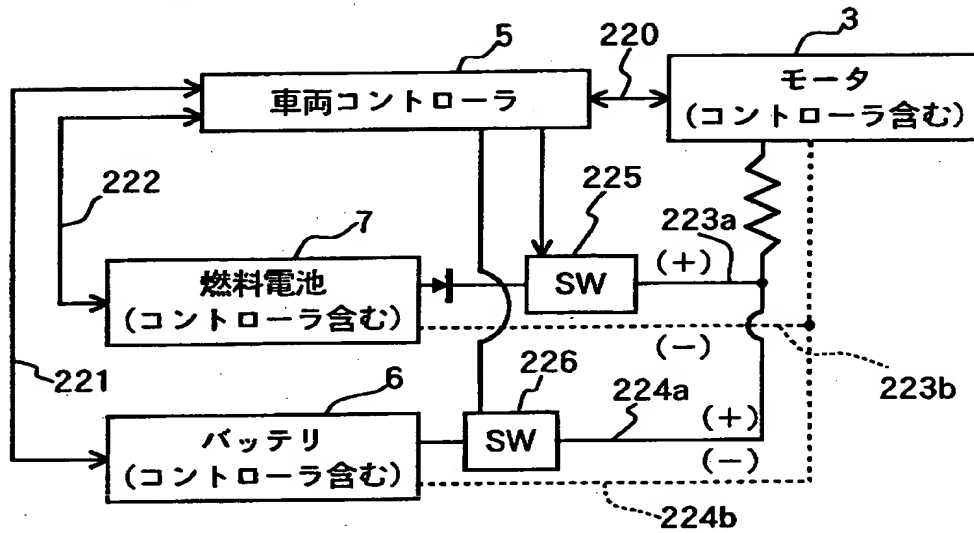 5
220
3
車両コントローラ
モータ
(コントローラ含む)
222
7
225
223a
燃料電池
(コントローラ含む)
SW
(+)
(−)
221
6
226
224a
223b
バッテリ
(コントローラ含む)
SW
(+)
(−)
224b